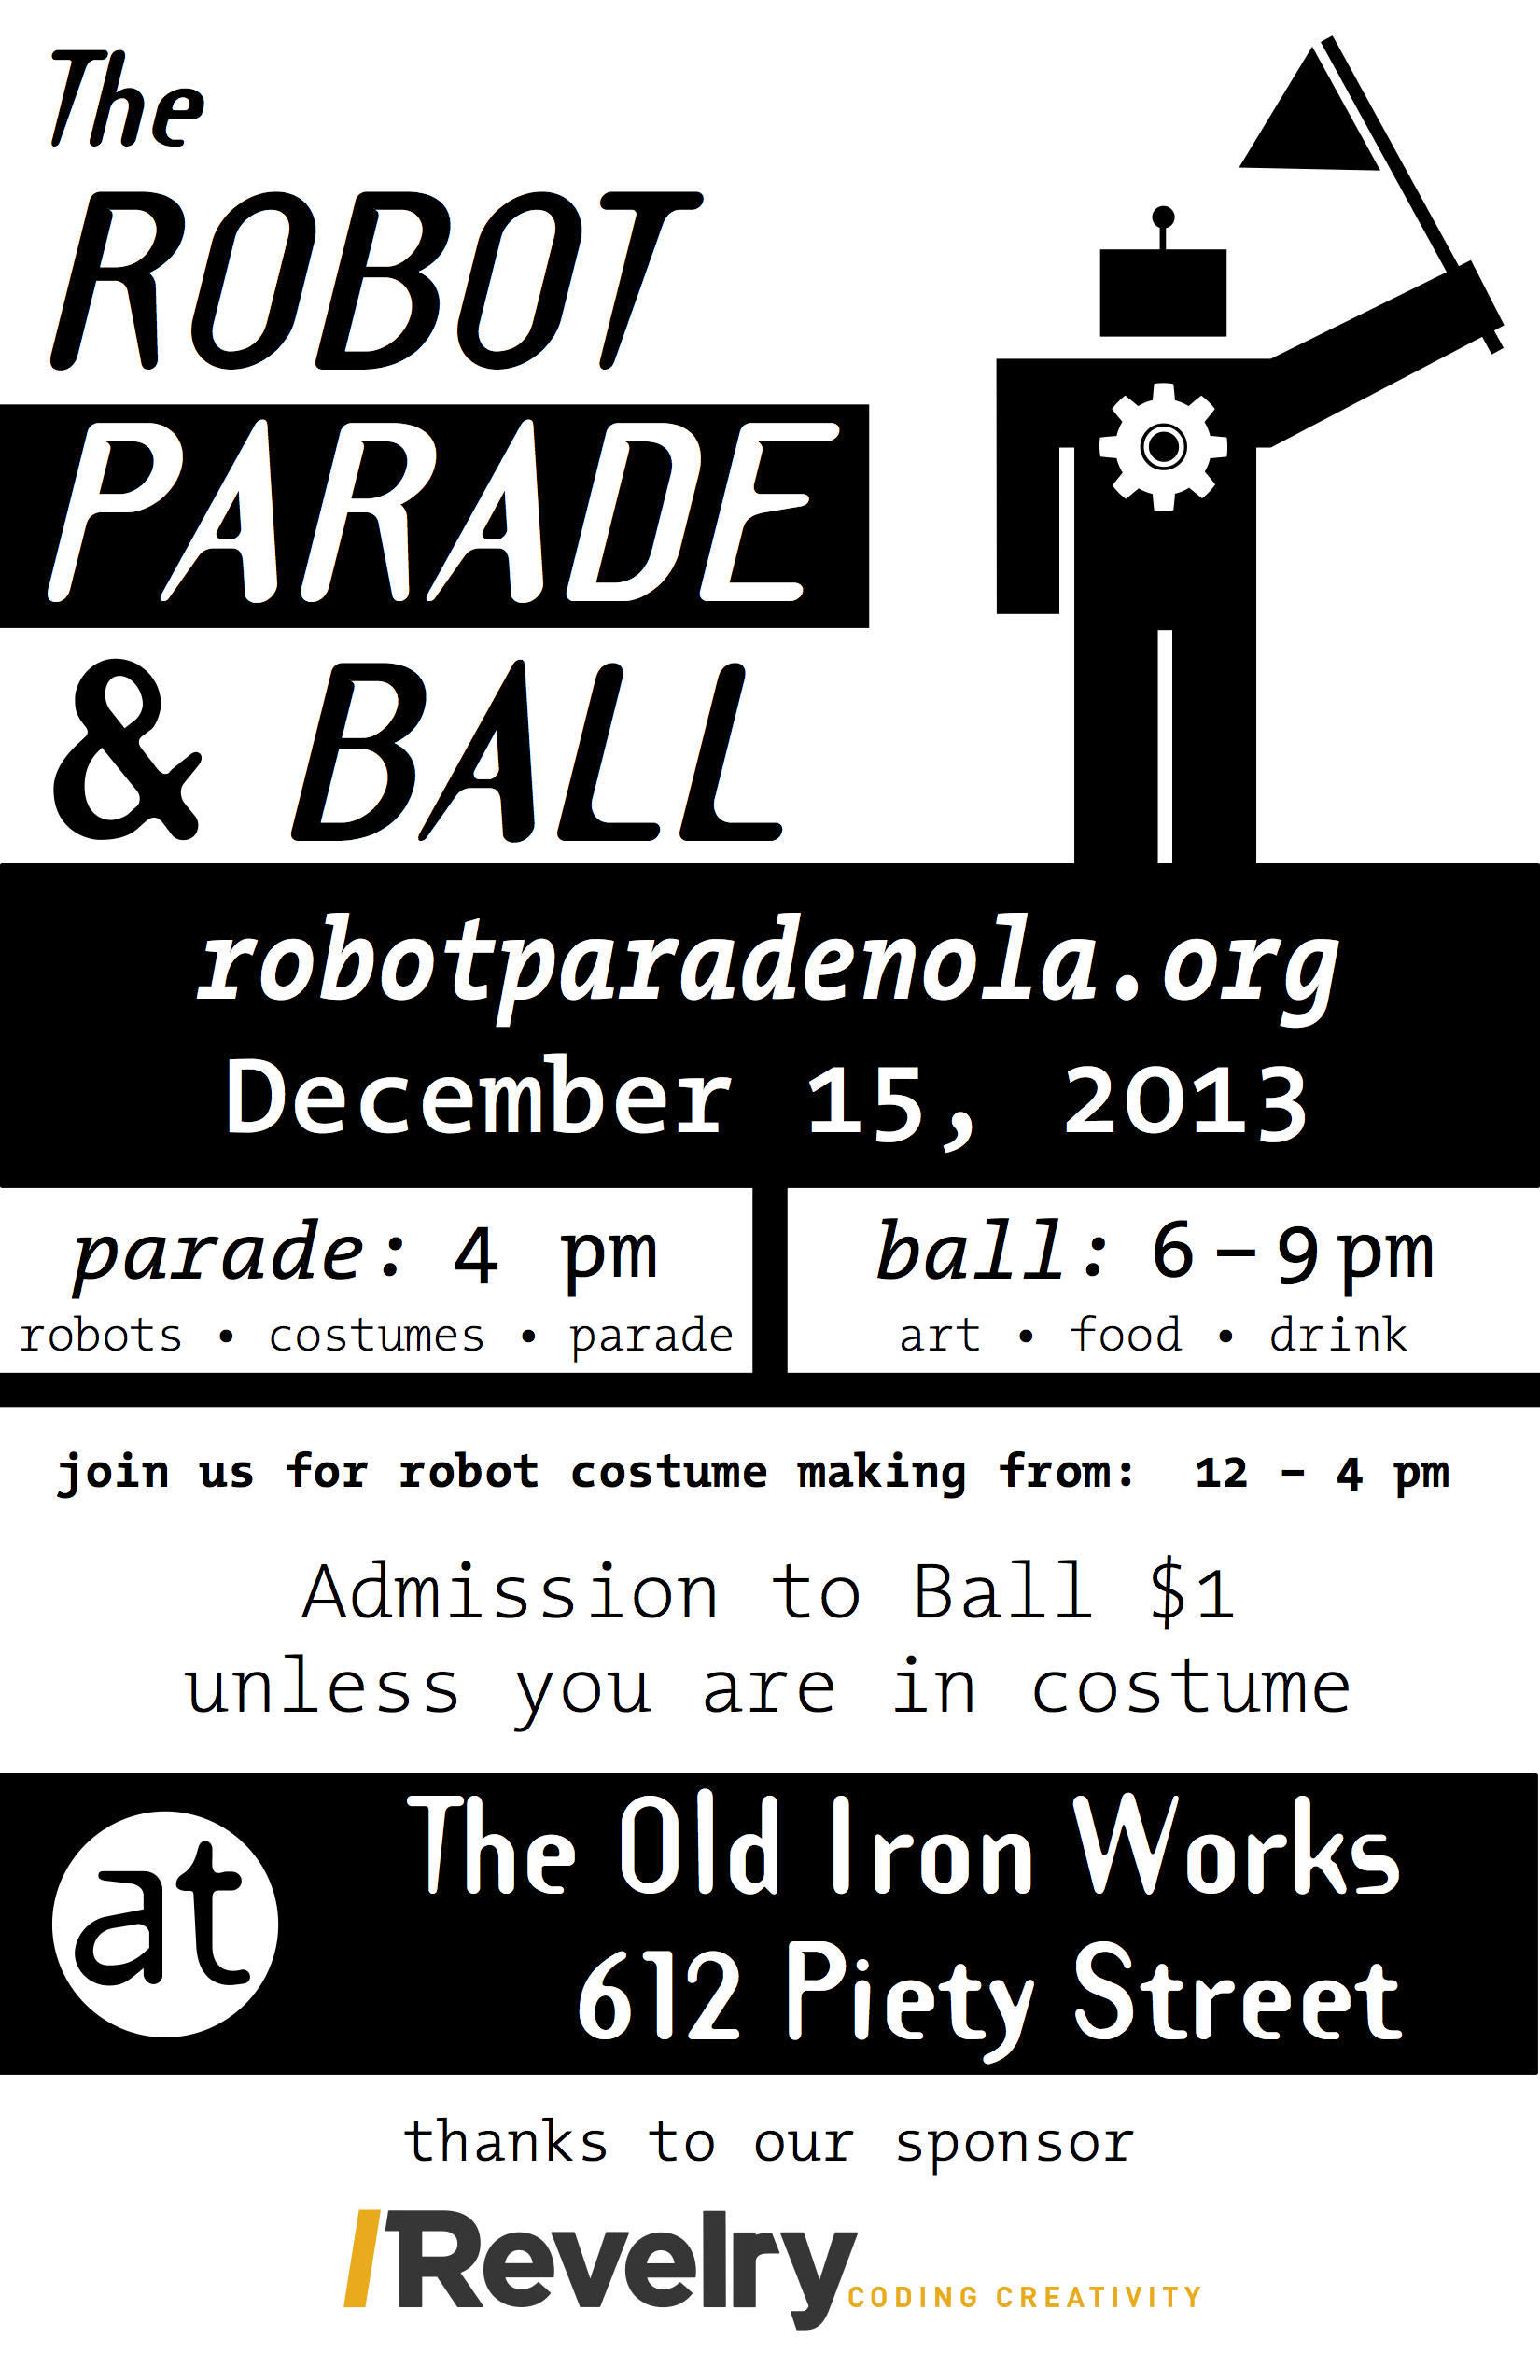 The
ROBOT
PARADE
& BALL
robotparadenola.org
December 15, 2013
parade: 4 pm
robots • costumes • parade
ball: 6–9pm
art • food • drink
join us for robot costume making from: 12 – 4 pm
Admission to Ball $1
unless you are in costume
at
The Old Iron Works
612 Piety Street
thanks to our sponsor
Revelry
CODING CREATIVITY